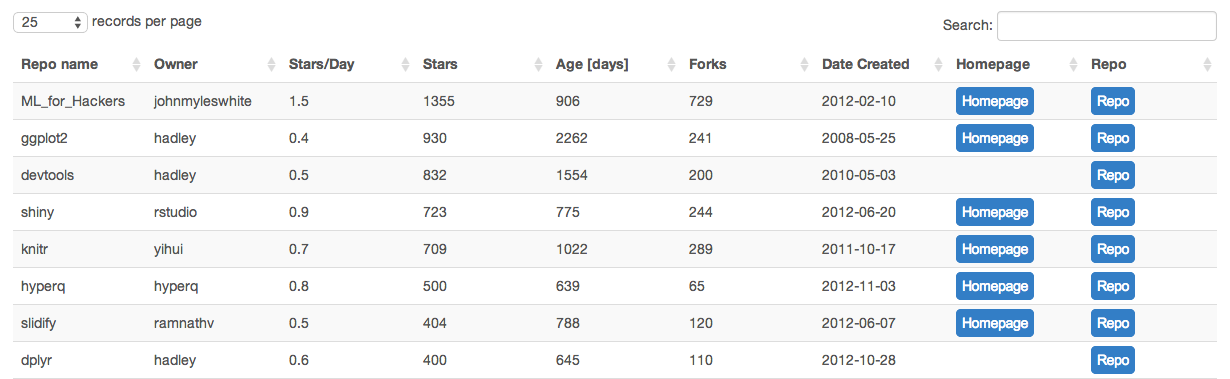 25 records per page Search:
Repo name Owner Stars/Day Stars Age [days] Forks Date Created Homepage Repo
ML_for_Hackers johnmyleswhite 1.5 1355 906 729 2012-02-10 Homepage Repo
ggplot2 hadley 0.4 930 2262 241 2008-05-25 Homepage Repo
devtools hadley 0.5 832 1554 200 2010-05-03 Repo
shiny rstudio 0.9 723 775 244 2012-06-20 Homepage Repo
knitr yihui 0.7 709 1022 289 2011-10-17 Homepage Repo
hyperq hyperq 0.8 500 639 65 2012-11-03 Homepage Repo
slidify ramnathv 0.5 404 788 120 2012-06-07 Homepage Repo
dplyr hadley 0.6 400 645 110 2012-10-28 Repo